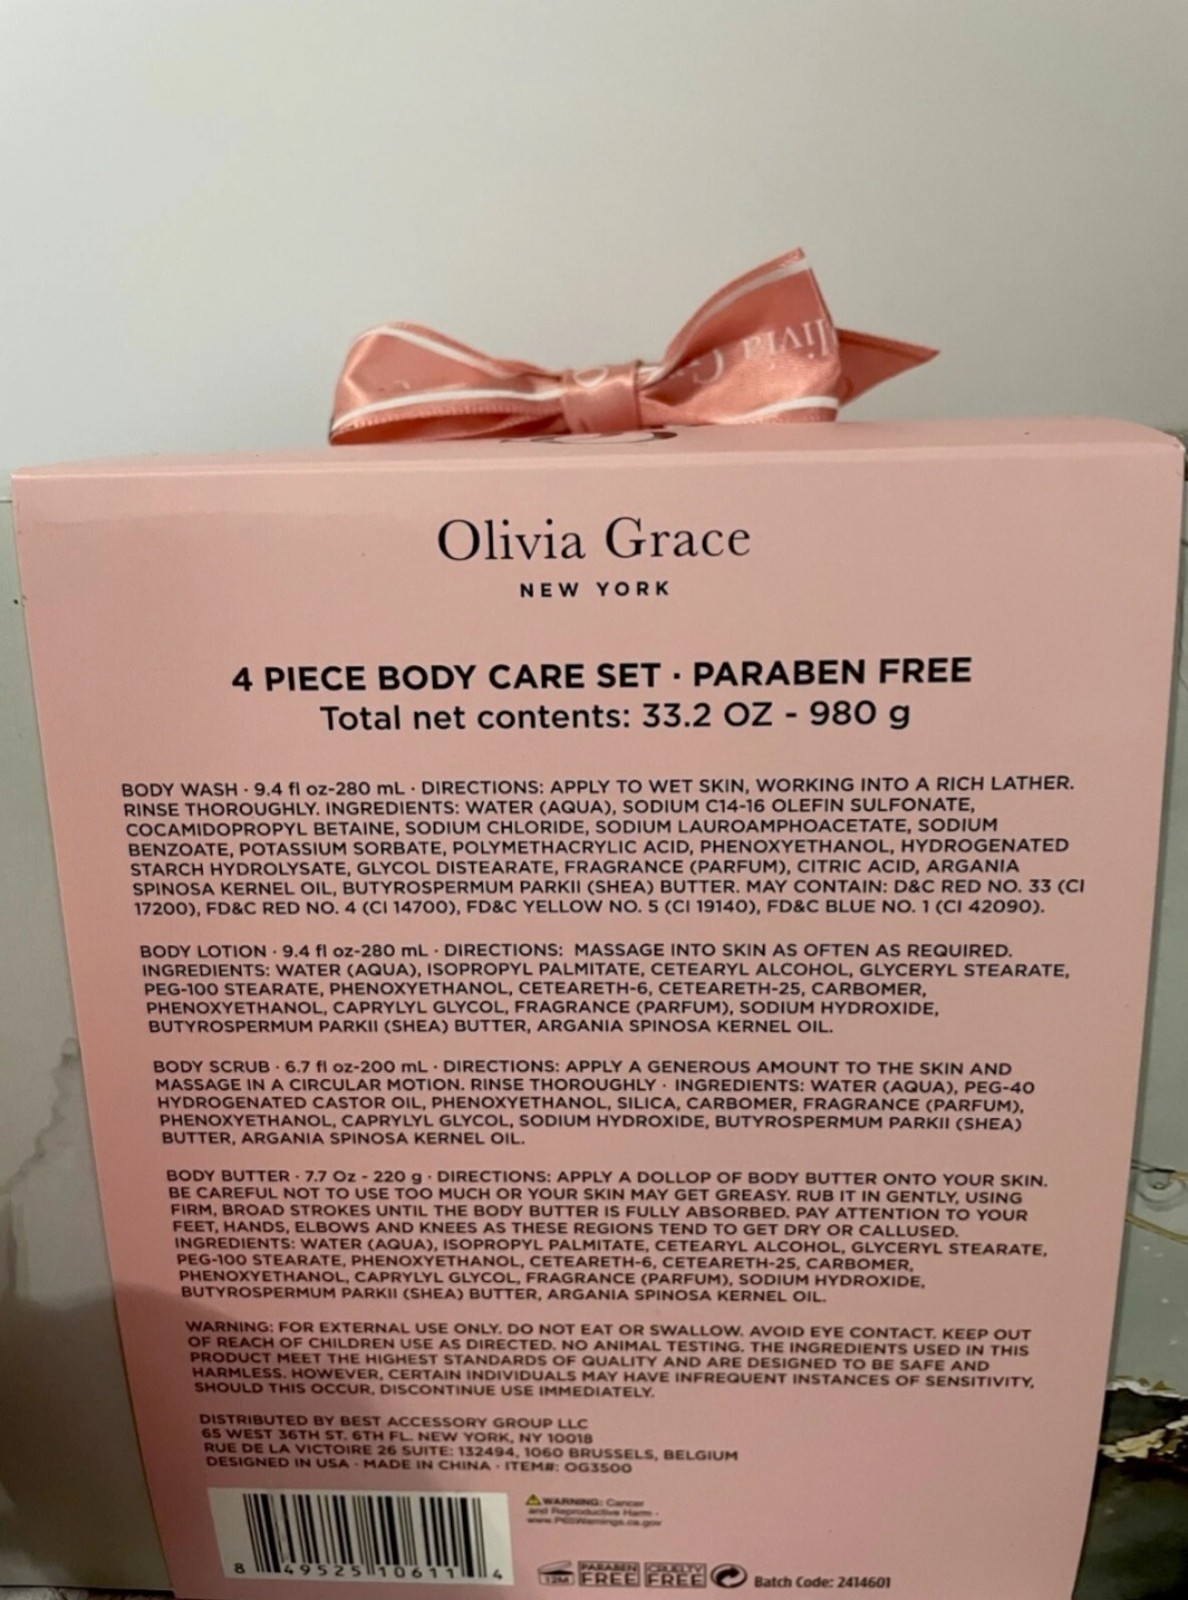 Olivia Grace
NEW YORK
4 PIECE BODY CARE SET · PARABEN FREE
Total net contents: 33.2 OZ - 980 g
BODY WASH · 9.4 fl oz-280 mL · DIRECTIONS: APPLY TO WET SKIN, WORKING INTO A RICH LATHER.
RINSE THOROUGHLY. INGREDIENTS: WATER (AQUA), SODIUM C14-16 OLEFIN SULFONATE,
COCAMIDOPROPYL BETAINE, SODIUM CHLORIDE, SODIUM LAUROAMPHOACETATE, SODIUM
BENZOATE, POTASSIUM SORBATE, POLYMETHACRYLIC ACID, PHENOXYETHANOL, HYDROGENATED
STARCH HYDROLYSATE, GLYCOL DISTEARATE, FRAGRANCE (PARFUM), CITRIC ACID, ARGANIA
SPINOSA KERNEL OIL, BUTYROSPERMUM PARKII (SHEA) BUTTER. MAY CONTAIN: D&C RED NO. 33 (CI
17200), FD&C RED NO. 4 (CI 14700), FD&C YELLOW NO. 5 (CI 19140), FD&C BLUE NO. 1 (CI 42090).
BODY LOTION · 9.4 fl oz-280 mL · DIRECTIONS: MASSAGE INTO SKIN AS OFTEN AS REQUIRED.
INGREDIENTS: WATER (AQUA), ISOPROPYL PALMITATE, CETEARYL ALCOHOL, GLYCERYL STEARATE,
PEG-100 STEARATE, PHENOXYETHANOL, CETEARETH-6, CETEARETH-25, CARBOMER,
PHENOXYETHANOL, CAPRYLYL GLYCOL, FRAGRANCE (PARFUM), SODIUM HYDROXIDE,
BUTYROSPERMUM PARKII (SHEA) BUTTER, ARGANIA SPINOSA KERNEL OIL.
BODY SCRUB · 6.7 fl oz-200 mL · DIRECTIONS: APPLY A GENEROUS AMOUNT TO THE SKIN AND
MASSAGE IN A CIRCULAR MOTION. RINSE THOROUGHLY · INGREDIENTS: WATER (AQUA), PEG-40
HYDROGENATED CASTOR OIL, PHENOXYETHANOL, SILICA, CARBOMER, FRAGRANCE (PARFUM),
PHENOXYETHANOL, CAPRYLYL GLYCOL, SODIUM HYDROXIDE, BUTYROSPERMUM PARKII (SHEA)
BUTTER, ARGANIA SPINOSA KERNEL OIL.
BODY BUTTER · 7.7 Oz - 220 g · DIRECTIONS: APPLY A DOLLOP OF BODY BUTTER ONTO YOUR SKIN.
BE CAREFUL NOT TO USE TOO MUCH OR YOUR SKIN MAY GET GREASY. RUB IT IN GENTLY, USING
FIRM, BROAD STROKES UNTIL THE BODY BUTTER IS FULLY ABSORBED. PAY ATTENTION TO YOUR
FEET, HANDS, ELBOWS AND KNEES AS THESE REGIONS TEND TO GET DRY OR CALLUSED.
INGREDIENTS: WATER (AQUA), ISOPROPYL PALMITATE, CETEARYL ALCOHOL, GLYCERYL STEARATE,
PEG-100 STEARATE, PHENOXYETHANOL, CETEARETH-6, CETEARETH-25, CARBOMER,
PHENOXYETHANOL, CAPRYLYL GLYCOL, FRAGRANCE (PARFUM), SODIUM HYDROXIDE,
BUTYROSPERMUM PARKII (SHEA) BUTTER, ARGANIA SPINOSA KERNEL OIL.
WARNING: FOR EXTERNAL USE ONLY. DO NOT EAT OR SWALLOW. AVOID EYE CONTACT. KEEP OUT
OF REACH OF CHILDREN USE AS DIRECTED. NO ANIMAL TESTING. THE INGREDIENTS USED IN THIS
PRODUCT MEET THE HIGHEST STANDARDS OF QUALITY AND ARE DESIGNED TO BE SAFE AND
HARMLESS. HOWEVER, CERTAIN INDIVIDUALS MAY HAVE INFREQUENT INSTANCES OF SENSITIVITY,
SHOULD THIS OCCUR, DISCONTINUE USE IMMEDIATELY.
DISTRIBUTED BY BEST ACCESSORY GROUP LLC
65 WEST 36TH ST. 6TH FL. NEW YORK, NY 10018
RUE DE LA VICTOIRE 26 SUITE: 132494, 1060 BRUSSELS, BELGIUM
DESIGNED IN USA · MADE IN CHINA · ITEM#: OG3500
WARNING: Cancer
and Reproductive Harm -
www.P65Warnings.ca.gov
8 49525 10611 4
12M PARABEN FREE CRUELTY FREE Batch Code: 2414601